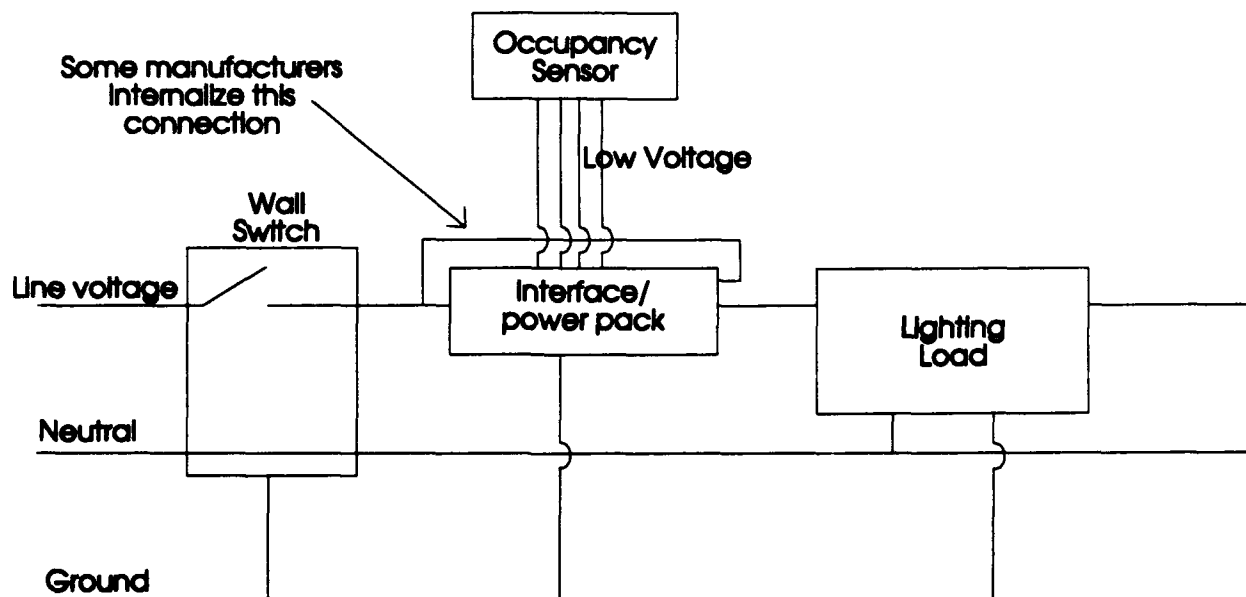 Occupancy
Sensor
Some manufacturers
internalize this
connection
Low Voltage
Wall
Switch
Line voltage
Interface/
power pack
Lighting
Load
Neutral
Ground